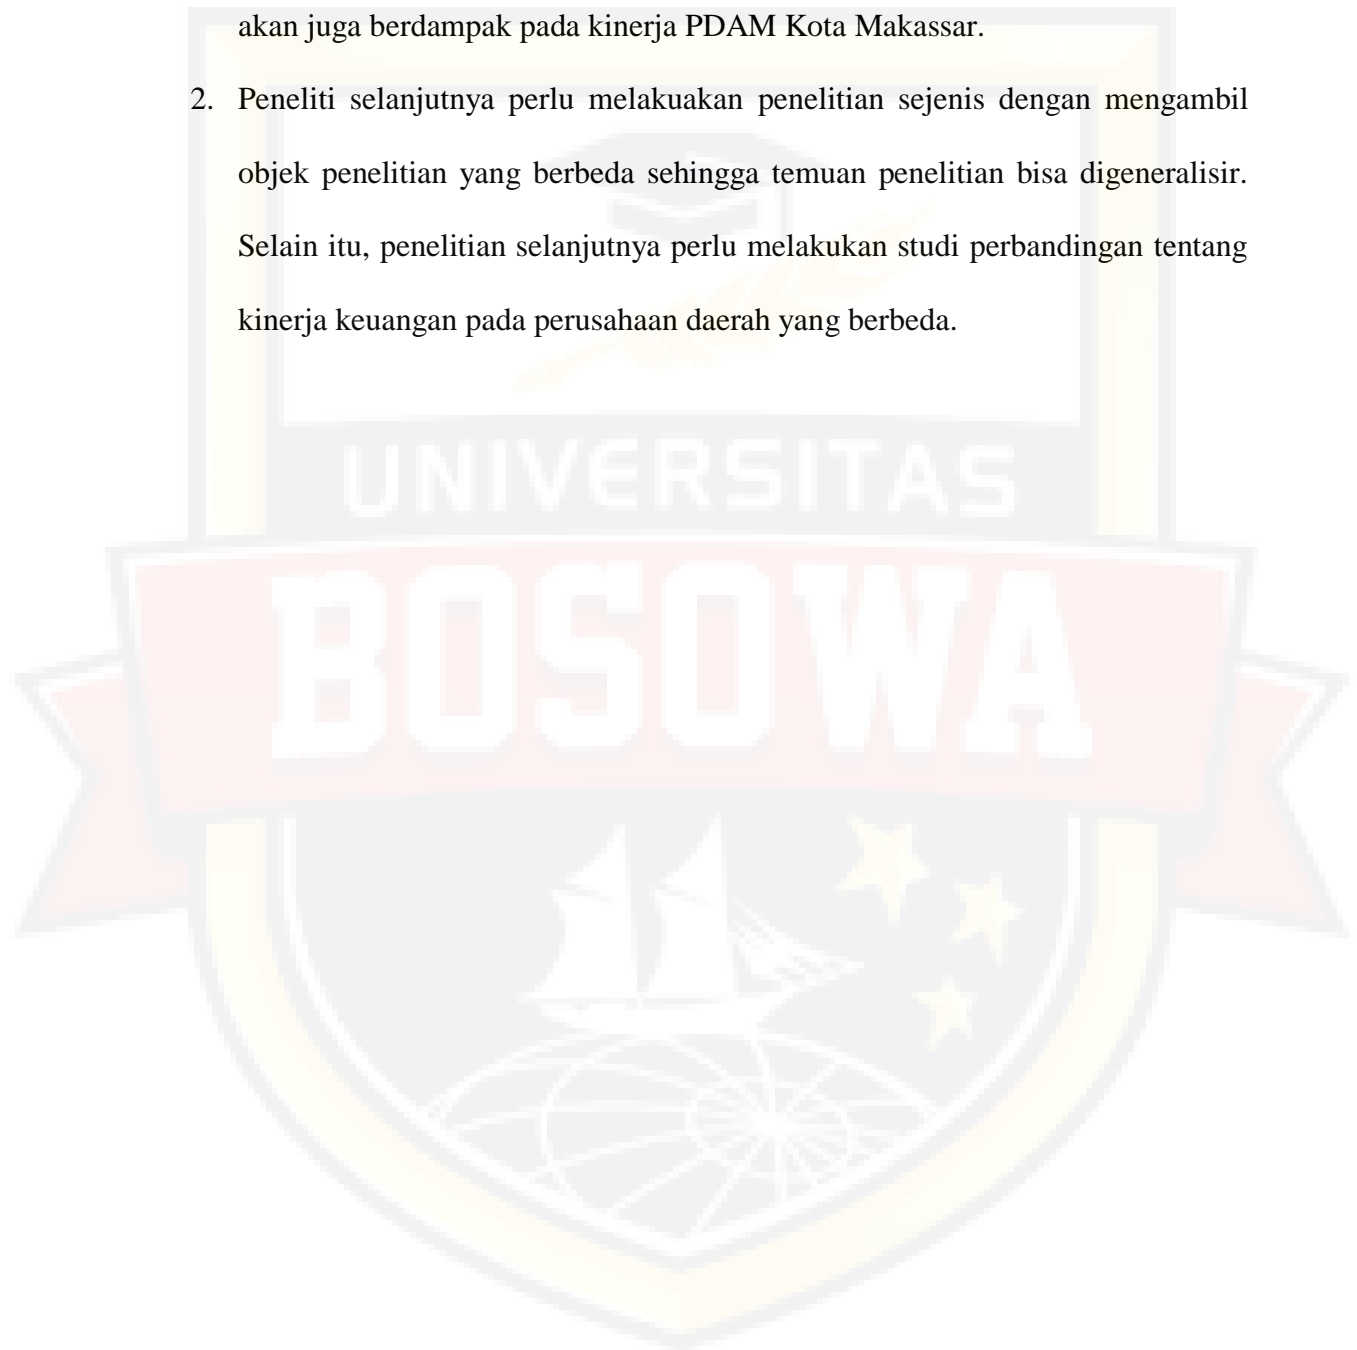 akan juga berdampak pada kinerja PDAM Kota Makassar.
2. Peneliti selanjutnya perlu melakuakan penelitian sejenis dengan mengambil
objek penelitian yang berbeda sehingga temuan penelitian bisa digeneralisir.
Selain itu, penelitian selanjutnya perlu melakukan studi perbandingan tentang
kinerja keuangan pada perusahaan daerah yang berbeda.
UNIVERSITAS
BOSOWA